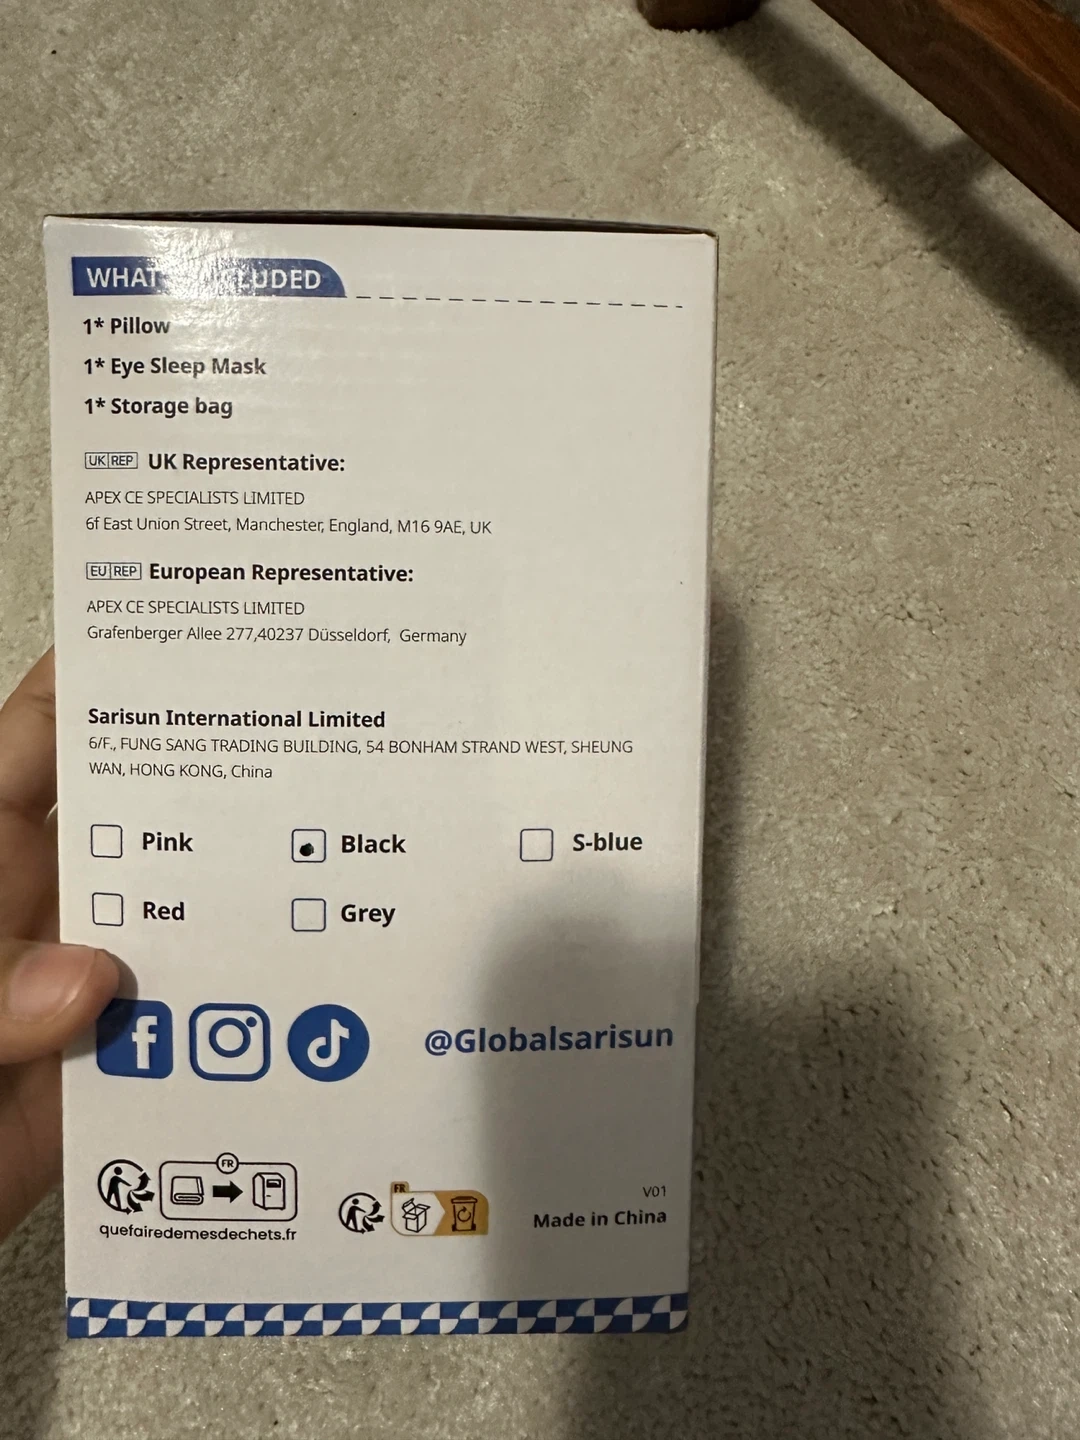 WHAT'S INCLUDED
1* Pillow
1* Eye Sleep Mask
1* Storage bag
UK REP UK Representative:
APEX CE SPECIALISTS LIMITED
6f East Union Street, Manchester, England, M16 9AE, UK
EU REP European Representative:
APEX CE SPECIALISTS LIMITED
Grafenberger Allee 277,40237 Düsseldorf, Germany
Sarisun International Limited
6/F., FUNG SANG TRADING BUILDING, 54 BONHAM STRAND WEST, SHEUNG
WAN, HONG KONG, China
Pink Black S-blue
Red Grey
@Globalsarisun
FR
quefairedemesdechets.fr
FR
V01
Made in China